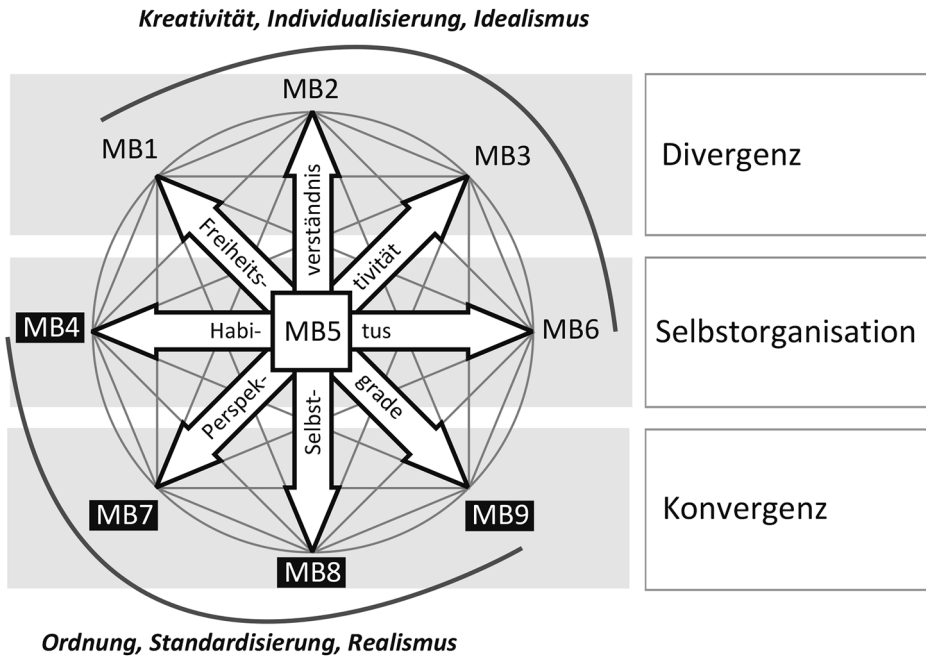 Kreativität, Individualisierung, Idealismus
MB2
MB1
MB3
Divergenz
Freiheits-
verständnis
tivität
MB4
Habi-
MB5
tus
MB6
Selbstorganisation
Perspek-
Selbst-
grade
MB7
MB9
Konvergenz
MB8
Ordnung, Standardisierung, Realismus